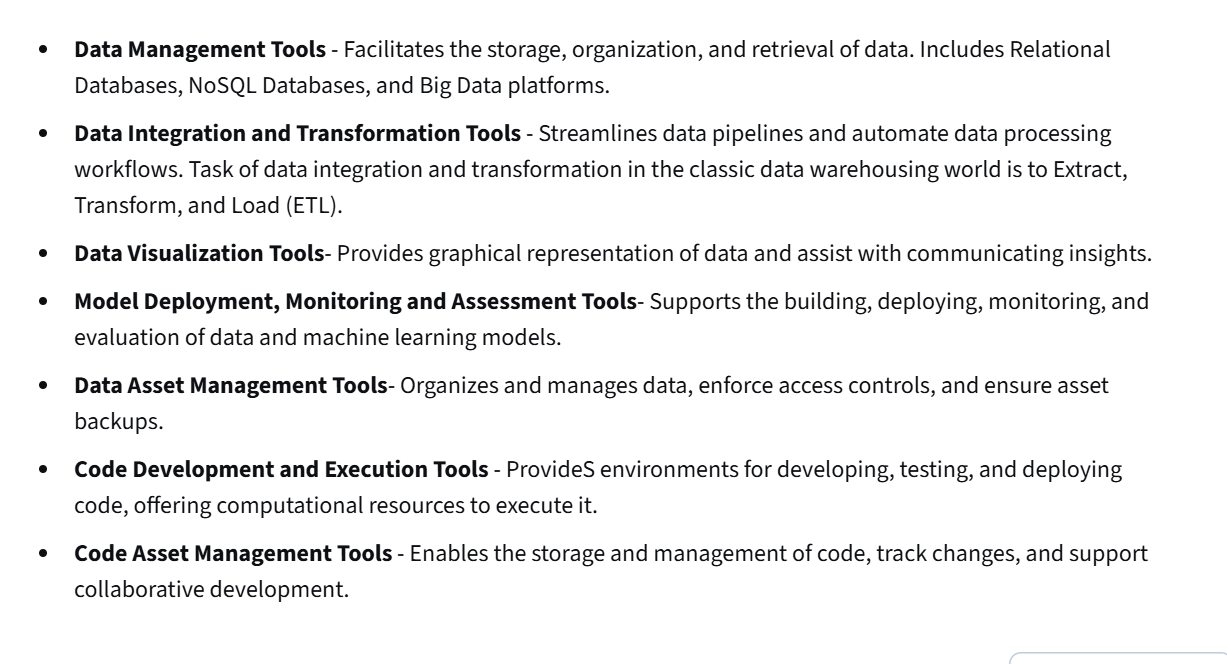 • Data Management Tools - Facilitates the storage, organization, and retrieval of data. Includes Relational
Databases, NoSQL Databases, and Big Data platforms.
• Data Integration and Transformation Tools - Streamlines data pipelines and automate data processing
workflows. Task of data integration and transformation in the classic data warehousing world is to Extract,
Transform, and Load (ETL).
• Data Visualization Tools- Provides graphical representation of data and assist with communicating insights.
• Model Deployment, Monitoring and Assessment Tools- Supports the building, deploying, monitoring, and
evaluation of data and machine learning models.
• Data Asset Management Tools- Organizes and manages data, enforce access controls, and ensure asset
backups.
• Code Development and Execution Tools - ProvideS environments for developing, testing, and deploying
code, offering computational resources to execute it.
• Code Asset Management Tools - Enables the storage and management of code, track changes, and support
collaborative development.